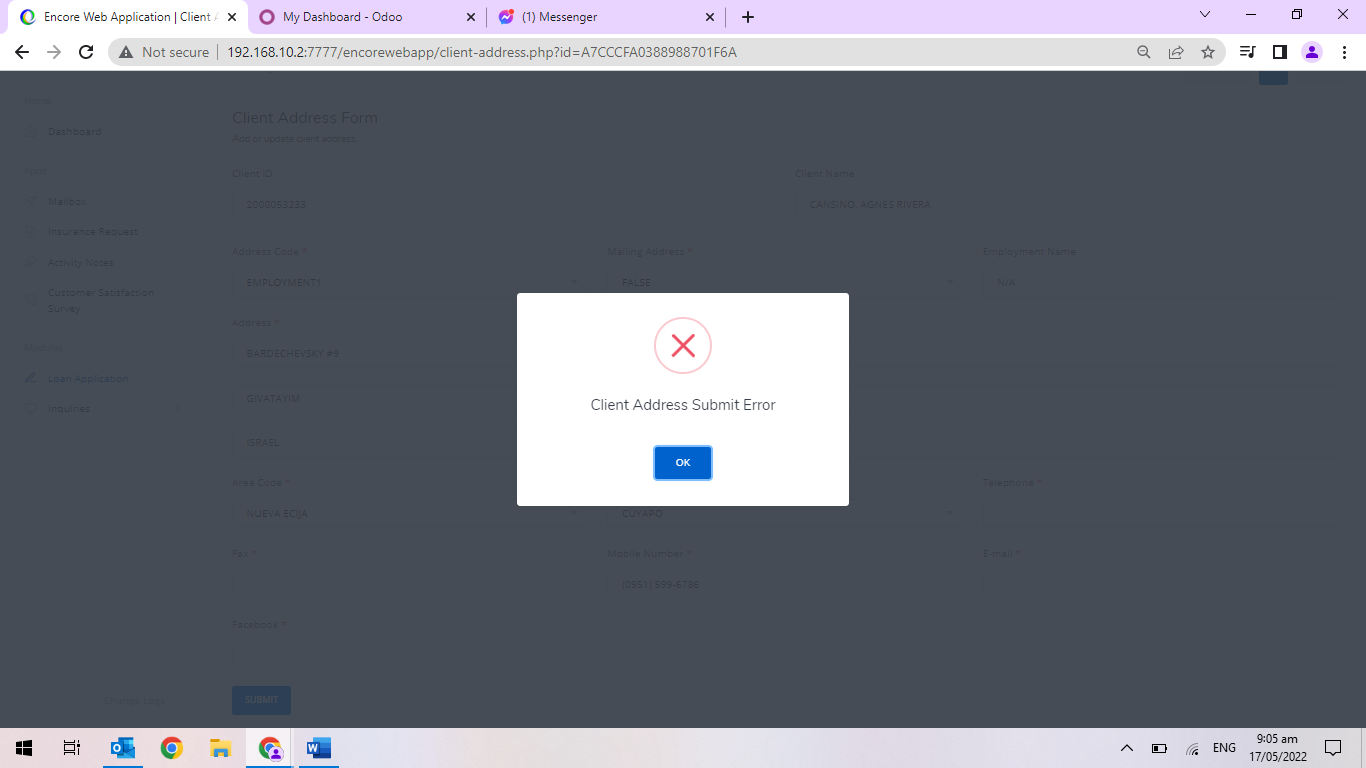 Encore Web Application | Client A
My Dashboard - Odoo
(1) Messenger
Not secure
192.168.10.2:7777/encorewebapp/client-address.php?id=A7CCCFA0388988701F6A
Home
Dashboard
Apps
Mailbox
Insurance Request
Activity Notes
Customer Satisfaction
Survey
Modules
Loan Application
Inquiries
Change Logs
Client Address Form
Add or update client address.
Client ID
Client Name
2000053233
CANSINO, AGNES RIVERA
Address Code *
Mailing Address *
Employment Name
EMPLOYMENT1
FALSE
N/A
Address *
BARDECHEVSKY #9
GIVATAYIM
ISRAEL
Area Code *
Telephone *
NUEVA ECIJA
CUYAPO
Fax *
Mobile Number *
E-mail *
Facebook *
SUBMIT
Client Address Submit Error
OK
ENG
9:05 am
17/05/2022